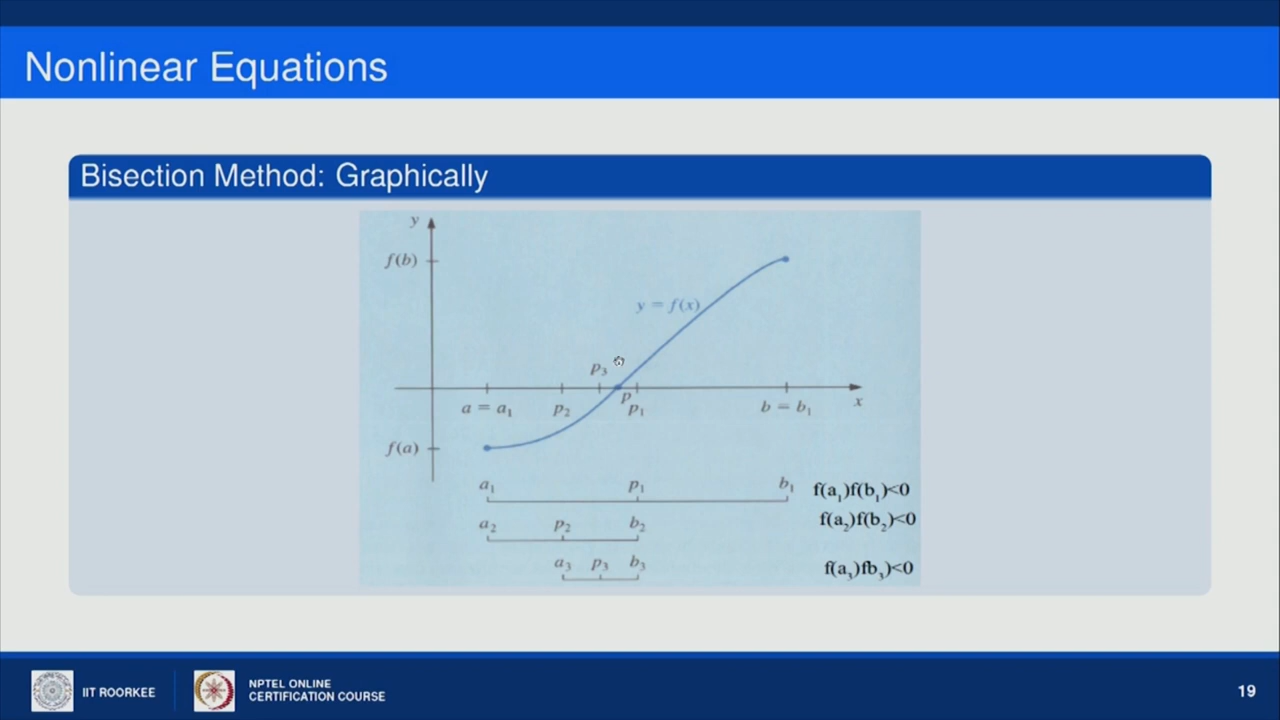 Nonlinear Equations
Bisection Method: Graphically
y
f(b)
y = f(x)
p₃
p
a = a₁ p₂ p₁ b = b₁ x
f(a)
a₁ p₁ b₁ f(a₁)f(b₁)<0
a₂ p₂ b₂ f(a₂)f(b₂)<0
a₃ p₃ b₃ f(a₃)fb₃)<0
IIT ROORKEE
NPTEL ONLINE
CERTIFICATION COURSE
19